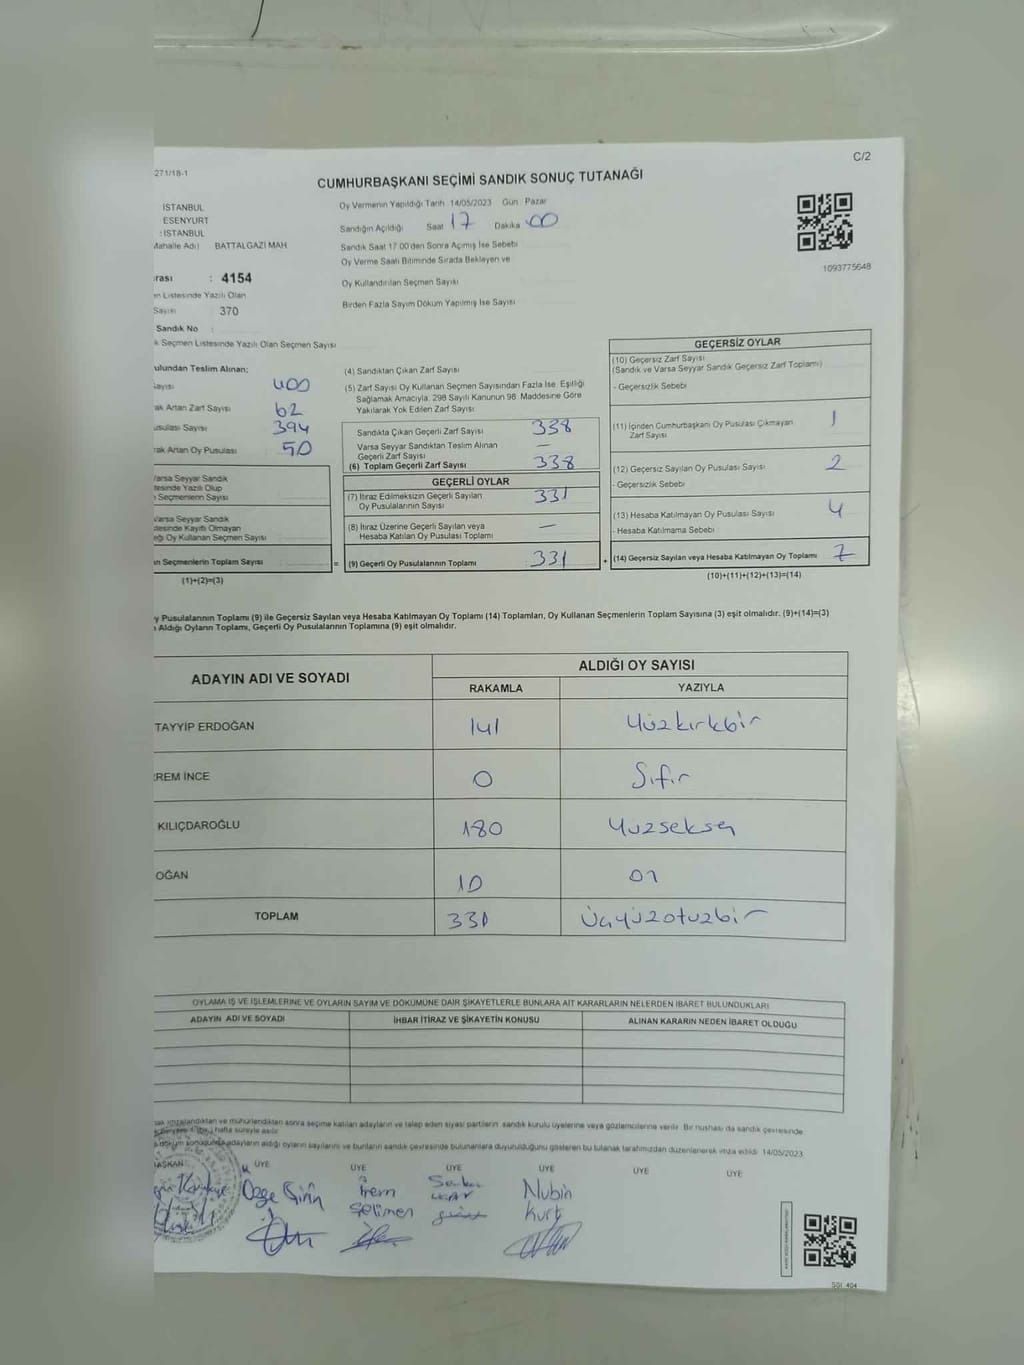 C/2
271/18-1
CUMHURBAŞKANI SEÇİMİ SANDIK SONUÇ TUTANAĞI
İSTANBUL
ESENYURT
: İSTANBUL
Mahalle Adı) BATTALGAZİ MAH
Oy Vermenin Yapıldığı Tarih 14/05/2023 Gün Pazar
Sandığın Açıldığı Saat 17 Dakika 00
Sandık Saat 17.00'den Sonra Açılmış İse Sebebi
Oy Verme Saati Bitiminde Sırada Bekleyen ve
Oy Kullandırılan Seçmen Sayısı
Birden Fazla Sayım Döküm Yapılmış İse Sayısı
1093775648
rası : 4154
n Listesinde Yazılı Olan
Sayısı 370
Sandık No :
k Seçmen Listesinde Yazılı Olan Seçmen Sayısı
ulundan Teslim Alınan;
sayısı 400
ak Artan Zarf Sayısı 62
usulası Sayısı 394
rak Artan Oy Pusulası 50
(4) Sandıktan Çıkan Zarf Sayısı
(5) Zarf Sayısı Oy Kullanan Seçmen Sayısından Fazla İse, Eşitliği
Sağlamak Amacıyla, 298 Sayılı Kanunun 98. Maddesine Göre
Yakılarak Yok Edilen Zarf Sayısı
Sandıkta Çıkan Geçerli Zarf Sayısı 338
Varsa Seyyar Sandıktan Teslim Alınan
Geçerli Zarf Sayısı —
(6) Toplam Geçerli Zarf Sayısı 338
GEÇERLİ OYLAR
(7) İtiraz Edilmeksizin Geçerli Sayılan
Oy Pusulalarının Sayısı 331
(8) İtiraz Üzerine Geçerli Sayılan veya
Hesaba Katılan Oy Pusulası Toplamı —
(9) Geçerli Oy Pusulalarının Toplamı 331
Varsa Seyyar Sandık
tesinde Yazılı Olup
Seçmenlerin Sayısı
Varsa Seyyar Sandık
tesinde Kayıtlı Olmayan
eği Oy Kullanan Seçmen Sayısı
n Seçmenlerin Toplam Sayısı =
(1)+(2)=(3)
GEÇERSİZ OYLAR
(10) Geçersiz Zarf Sayısı
(Sandık ve Varsa Seyyar Sandık Geçersiz Zarf Toplamı)
- Geçersizlik Sebebi
(11) İçinden Cumhurbaşkanı Oy Pusulası Çıkmayan
Zarf Sayısı 1
(12) Geçersiz Sayılan Oy Pusulası Sayısı 2
- Geçersizlik Sebebi
(13) Hesaba Katılmayan Oy Pusulası Sayısı 4
- Hesaba Katılmama Sebebi
+ (14) Geçersiz Sayılan veya Hesaba Katılmayan Oy Toplamı 7
(10)+(11)+(12)+(13)=(14)
y Pusulalarının Toplamı (9) ile Geçersiz Sayılan veya Hesaba Katılmayan Oy Toplamı (14) Toplamları, Oy Kullanan Seçmenlerin Toplam Sayısına (3) eşit olmalıdır. (9)+(14)=(3)
Aldığı Oyların Toplamı, Geçerli Oy Pusulalarının Toplamına (9) eşit olmalıdır.
ADAYIN ADI VE SOYADI ALDIĞI OY SAYISI
RAKAMLA YAZIYLA
TAYYİP ERDOĞAN 141 Yüzkırkbir
REM İNCE 0 Sıfır
KILIÇDAROĞLU 180 Yüzseksen
OĞAN 10 on
TOPLAM 331 Üçyüzotuzbir
OYLAMA İŞ VE İŞLEMLERİNE VE OYLARIN SAYIM VE DÖKÜMÜNE DAİR ŞİKAYETLERLE BUNLARA AİT KARARLARIN NELERDEN İBARET BULUNDUKLARI
ADAYIN ADI VE SOYADI İHBAR İTİRAZ VE ŞİKAYETİN KONUSU ALINAN KARARIN NEDEN İBARET OLDUĞU
imzalandıktan ve mühürlendikten sonra seçime katılan adayların ve talep eden siyasi partilerin sandık kurulu üyelerine veya gözlemcilerine verilir. Bir nüshası da sandık çevresinde
hafta süreyle asılır.
döküm sonucunda adayların aldığı oyların sayılarını ve bunların sandık çevresinde bulunanlara duyurulduğunu gösteren bu tutanak tarafımızdan düzenlenerek imza edildi. 14/05/2023
BAŞKAN ÜYE ÜYE ÜYE ÜYE ÜYE ÜYE
Özge Şirin
İrem
Selimen
Nubin
Kurt